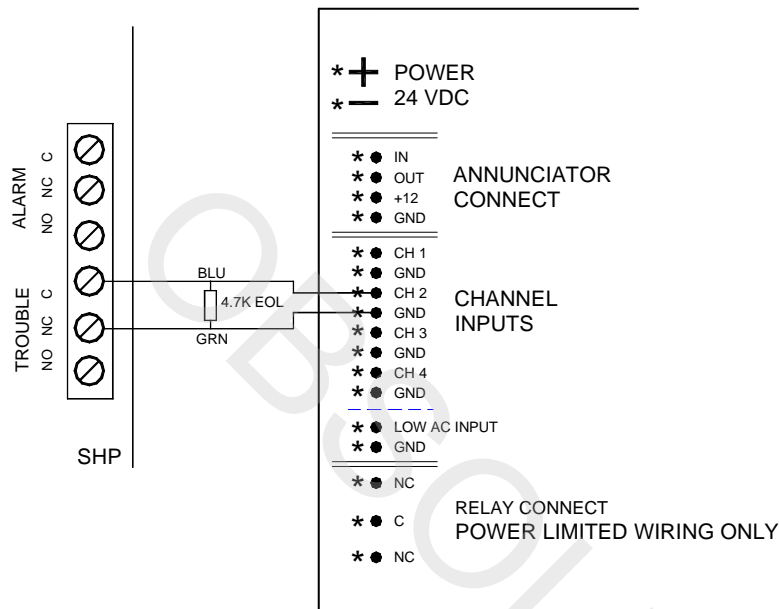 * + POWER
* − 24 VDC
* IN
* OUT
* +12
* GND
ANNUNCIATOR
CONNECT
* CH 1
* GND
* CH 2
* GND
* CH 3
* GND
* CH 4
* GND
CHANNEL
INPUTS
* LOW AC INPUT
* GND
* NC
* C
* NC
RELAY CONNECT
POWER LIMITED WIRING ONLY
ALARM
C
NC
NO
TROUBLE
C
NC
NO
SHP
BLU
4.7K EOL
GRN
OBSOL